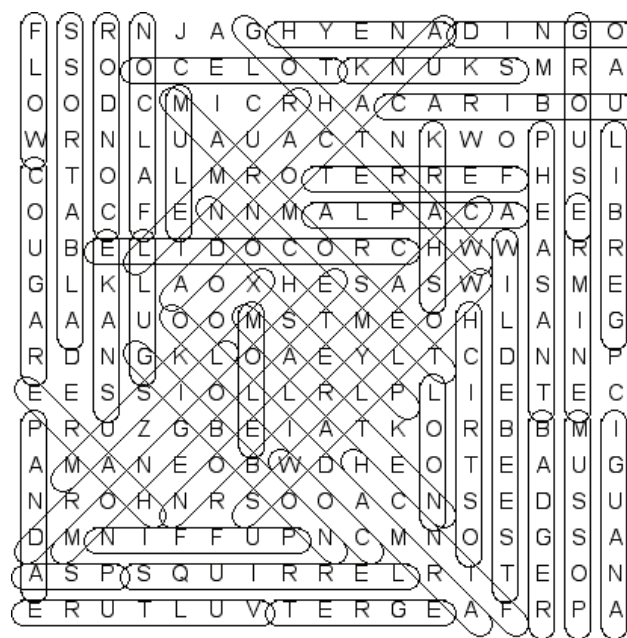 F S R N J A G H Y E N A D I N G O
L S O O C E L O T K N U K S M R A
O O D C M I C R H A C A R I B O U
W R N L U A U A C T N K W O P U L
C T O A L M R O T E R R E F H S I
O A C F E N N M A L P A C A E E B
U B E L I D O C O R C H W W A R R
G L K L A O X H E S A S W I S M E
A A A U O O M S T M E O H L A I G
R D N G K L O A E Y L T C D N N P
E E S S I O L L R L P L I E T E C
P R U Z G B E I A T K O R B B M I
A M A N E O B W D H E O T E A U G
N R O H N R S O O A C N S E D S U
D M N I F F U P N C M N O S G S A
A S P S Q U I R R E L R I T E O N
E R U T L U V T E R G E A F R P A